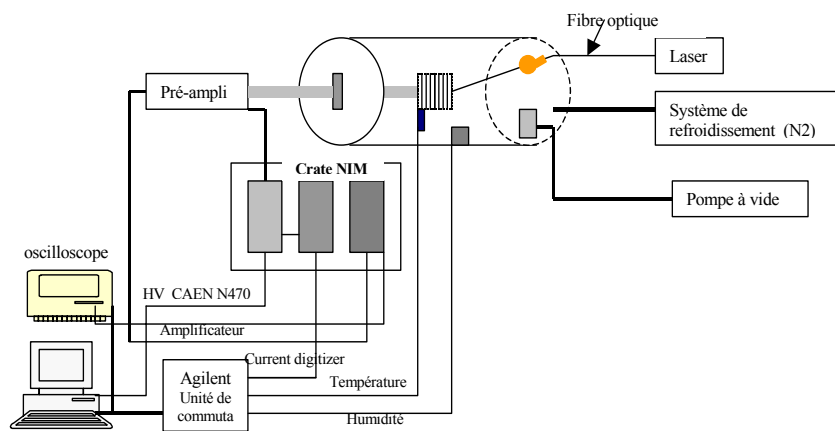 Fibre optique
Laser
Pré-ampli
Système de
refroidissement (N2)
Crate NIM
Pompe à vide
oscilloscope
HV CAEN N470
Amplificateur
Current digitizer
Agilent
Unité de
commuta
Température
Humidité